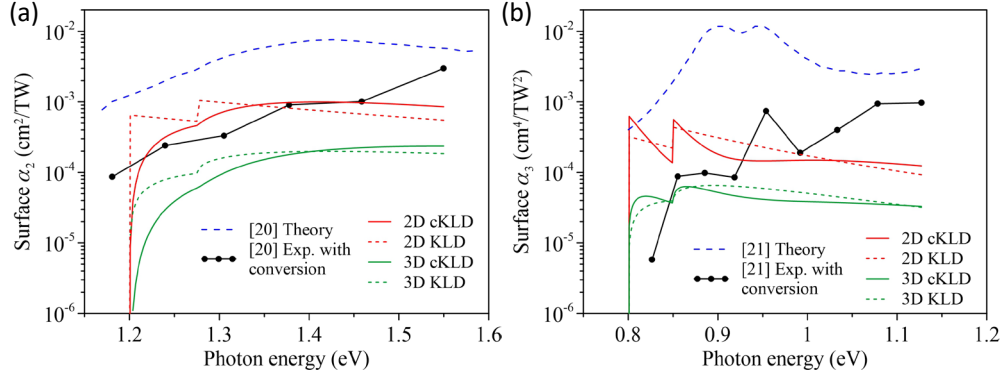 (a)
Surface α₂ (cm²/TW)
10⁻²
10⁻³
10⁻⁴
10⁻⁵
10⁻⁶
[20] Theory
[20] Exp. with
conversion
2D cKLD
2D KLD
3D cKLD
3D KLD
1.2 1.3 1.4 1.5 1.6
Photon energy (eV)
(b)
Surface α₃ (cm⁴/TW²)
10⁻²
10⁻³
10⁻⁴
10⁻⁵
10⁻⁶
[21] Theory
[21] Exp. with
conversion
2D cKLD
2D KLD
3D cKLD
3D KLD
0.8 0.9 1.0 1.1 1.2
Photon energy (eV)